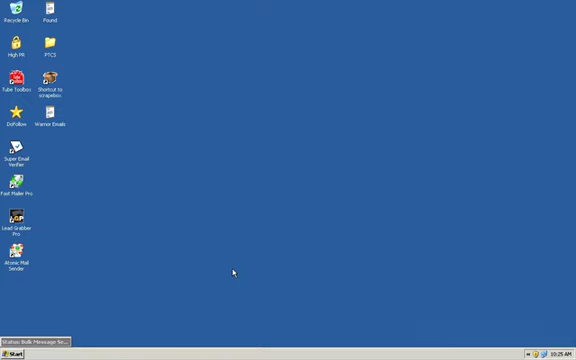 Recycle Bin
Found
High PR
PTCS
Tube Toolbox
Shortcut to
scrapebox
DoFollow
Warrior Emails
Super Email
Verifier
Fast Mailer Pro
Lead Grabber
Pro
Atomic Mail
Sender
Status: Bulk Message Se...
Start
10:25 AM